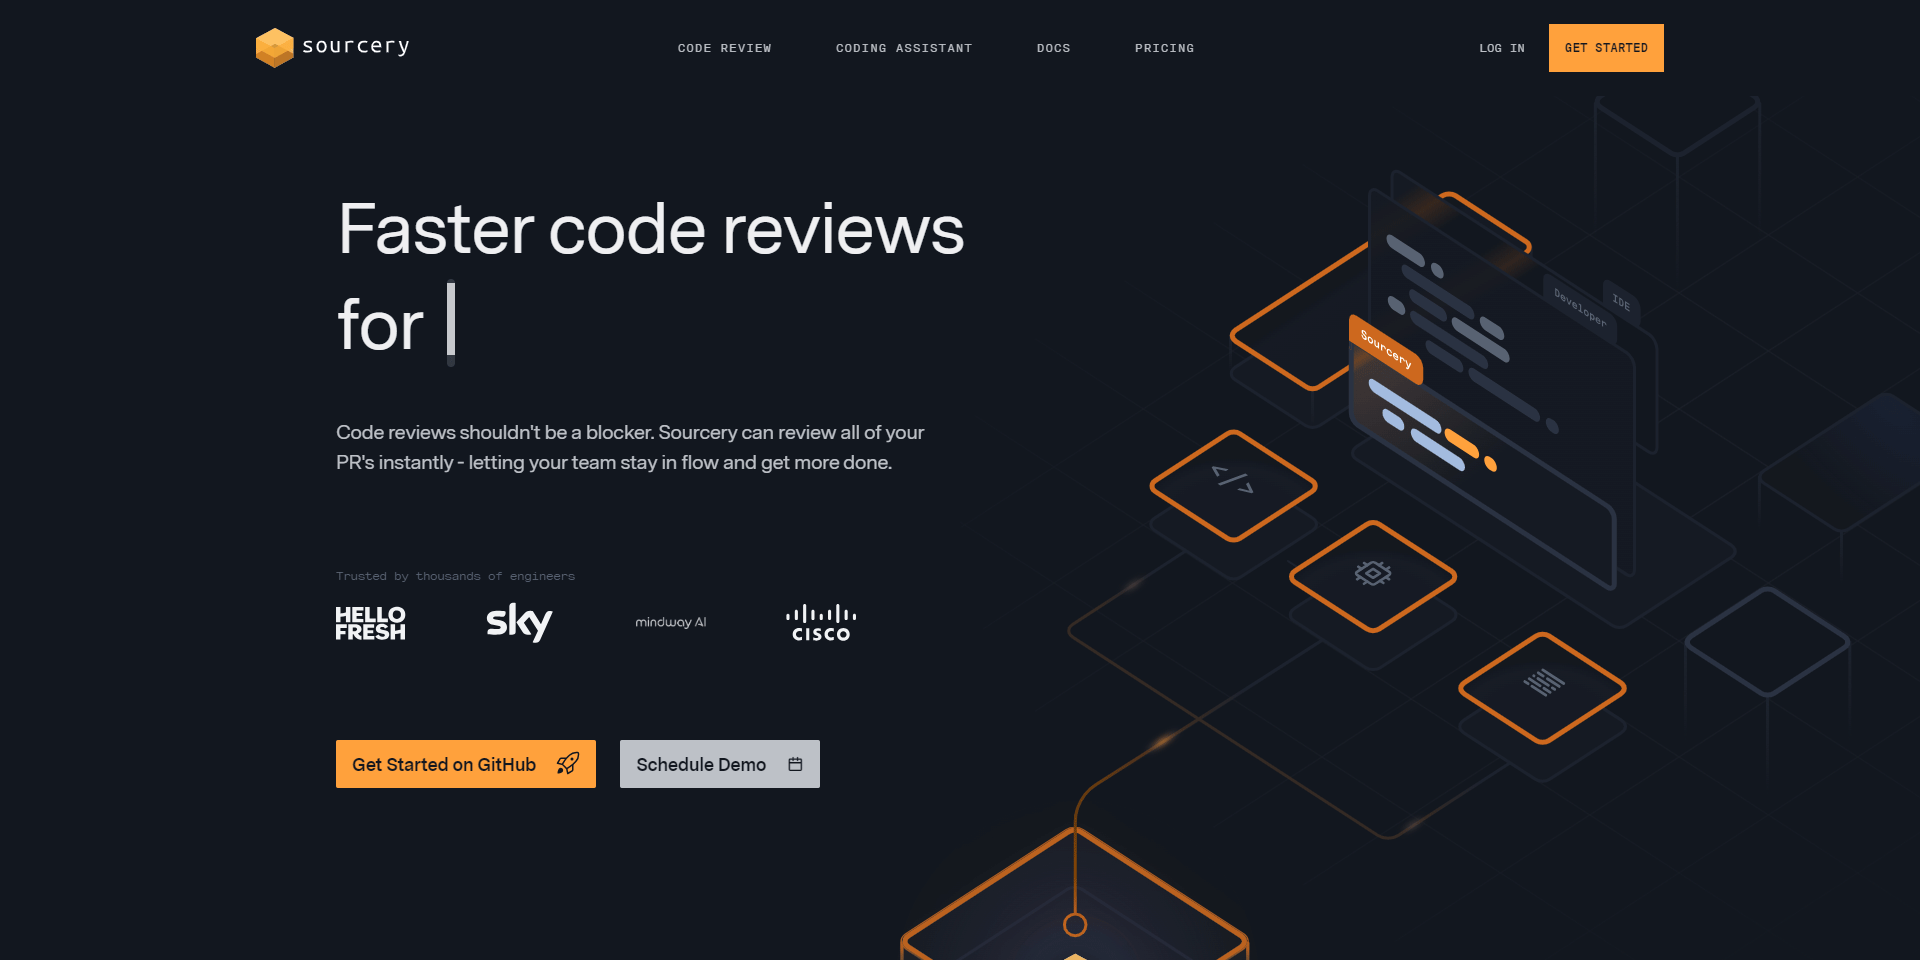 sourcery
CODE REVIEW
CODING ASSISTANT
DOCS
PRICING
LOG IN
GET STARTED
Faster code reviews
for
Code reviews shouldn't be a blocker. Sourcery can review all of your
PR's instantly - letting your team stay in flow and get more done.
Trusted by thousands of engineers
HELLO
FRESH
sky
mindway AI
CISCO
Get Started on GitHub
Schedule Demo
IDE
Developer
Sourcery
</>